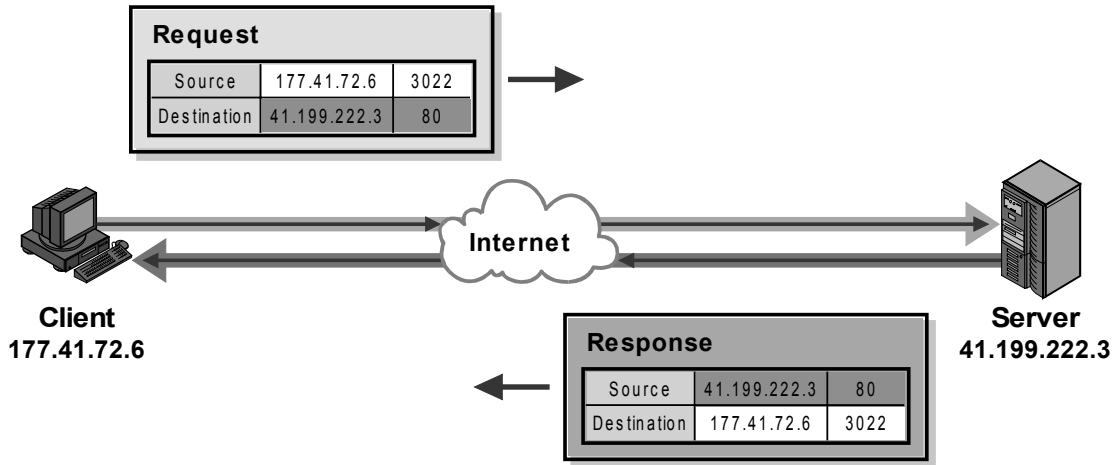 Request
Source 177.41.72.6 3022
Destination 41.199.222.3 80
Internet
Client
177.41.72.6
Server
41.199.222.3
Response
Source 41.199.222.3 80
Destination 177.41.72.6 3022